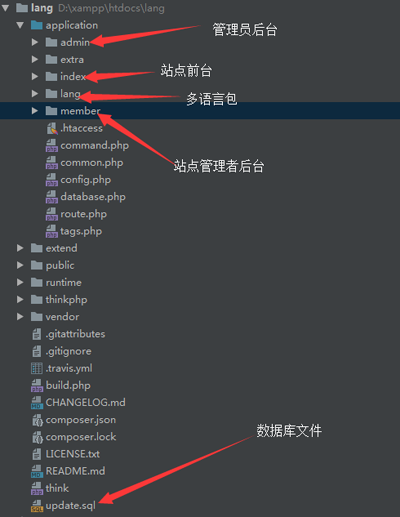 lang D:\xampp\htdocs\lang
application
admin 管理员后台
extra
index 站点前台
lang 多语言包
member 站点管理者后台
.htaccess
command.php
common.php
config.php
database.php
route.php
tags.php
extend
public
runtime
thinkphp
vendor
.gitattributes
.gitignore
.travis.yml
build.php
CHANGELOG.md
composer.json
composer.lock
LICENSE.txt
README.md
think
update.sql 数据库文件